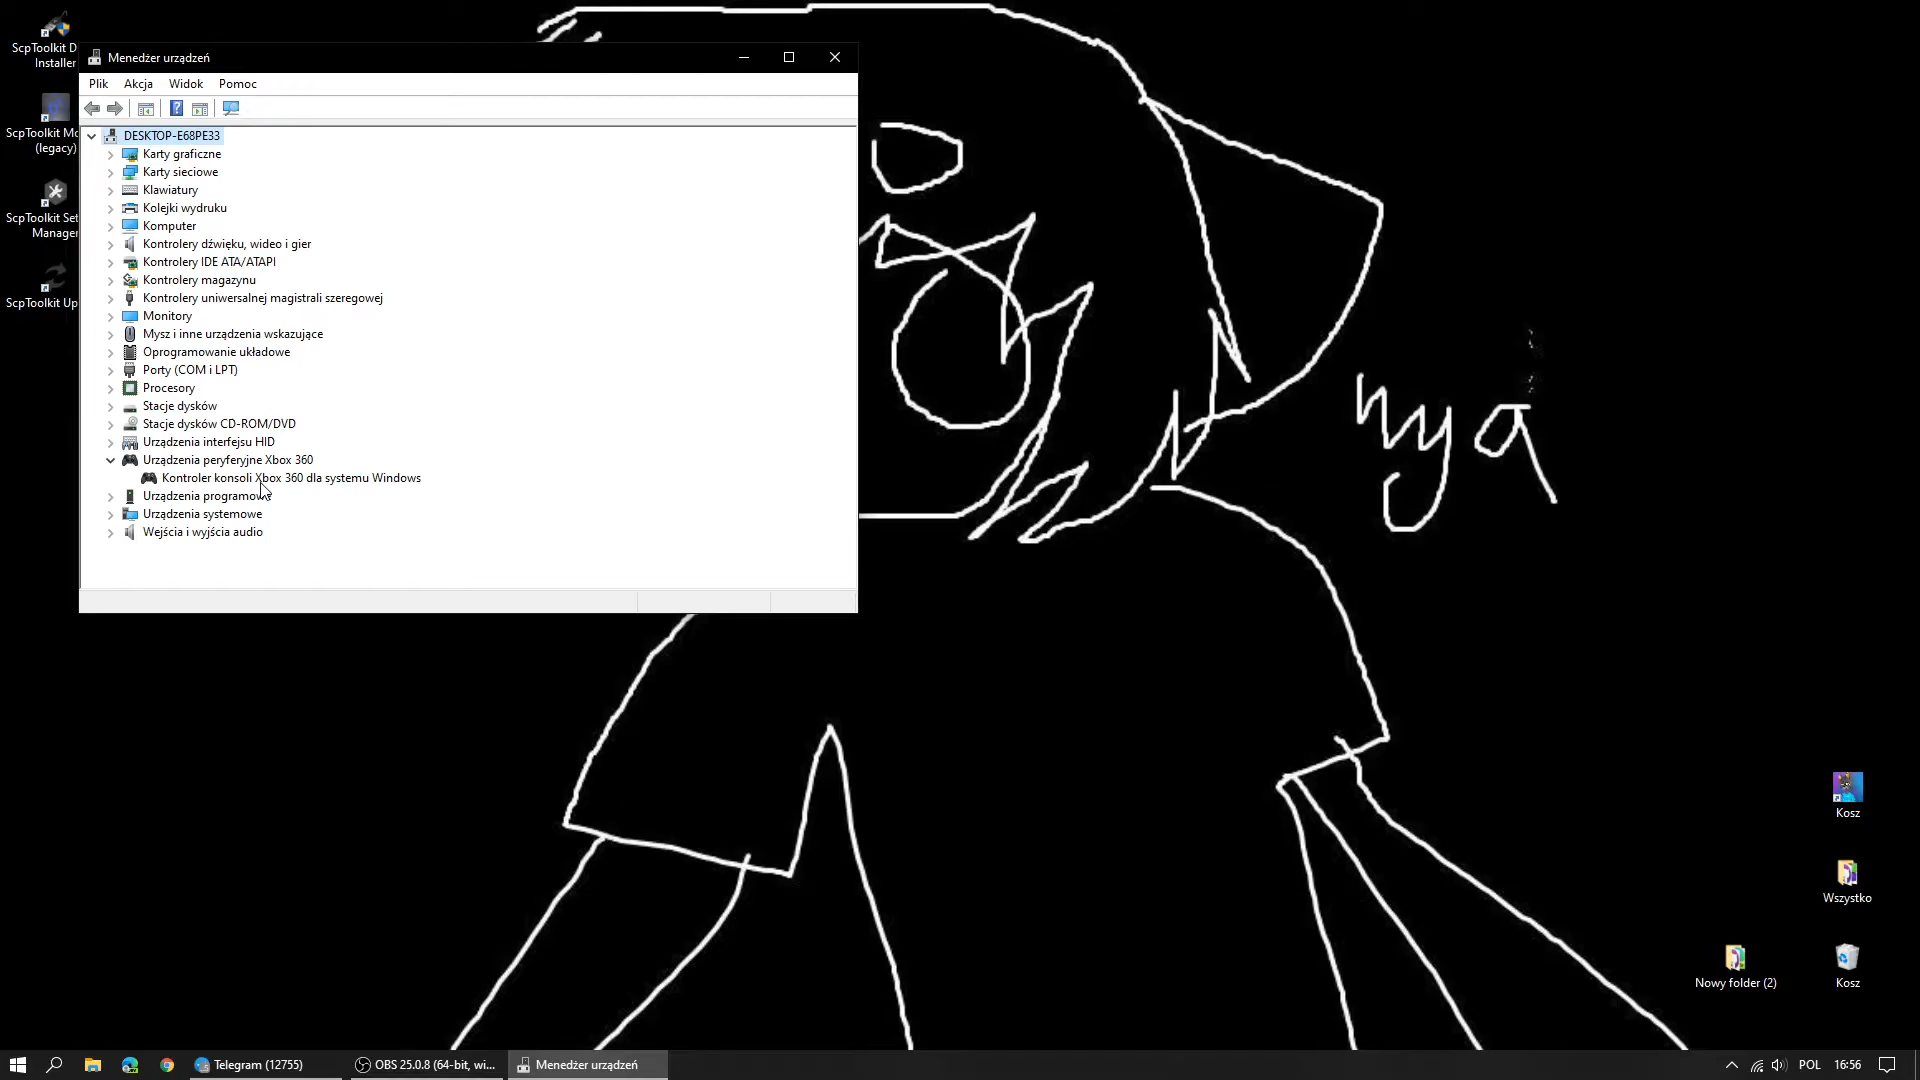 ScpToolkit D
Installer
ScpToolkit Mo
(legacy)
ScpToolkit Set
Manager
ScpToolkit Up
Menedżer urządzeń
Plik Akcja Widok Pomoc
DESKTOP-E68PE33
Karty graficzne
Karty sieciowe
Klawiatury
Kolejki wydruku
Komputer
Kontrolery dźwięku, wideo i gier
Kontrolery IDE ATA/ATAPI
Kontrolery magazynu
Kontrolery uniwersalnej magistrali szeregowej
Monitory
Mysz i inne urządzenia wskazujące
Oprogramowanie układowe
Porty (COM i LPT)
Procesory
Stacje dysków
Stacje dysków CD-ROM/DVD
Urządzenia interfejsu HID
Urządzenia peryferyjne Xbox 360
Kontroler konsoli Xbox 360 dla systemu Windows
Urządzenia programowe
Urządzenia systemowe
Wejścia i wyjścia audio
nya
Kosz
Wszystko
Nowy folder (2)
Kosz
Telegram (12755)
OBS 25.0.8 (64-bit, wi...
Menedżer urządzeń
POL
16:56